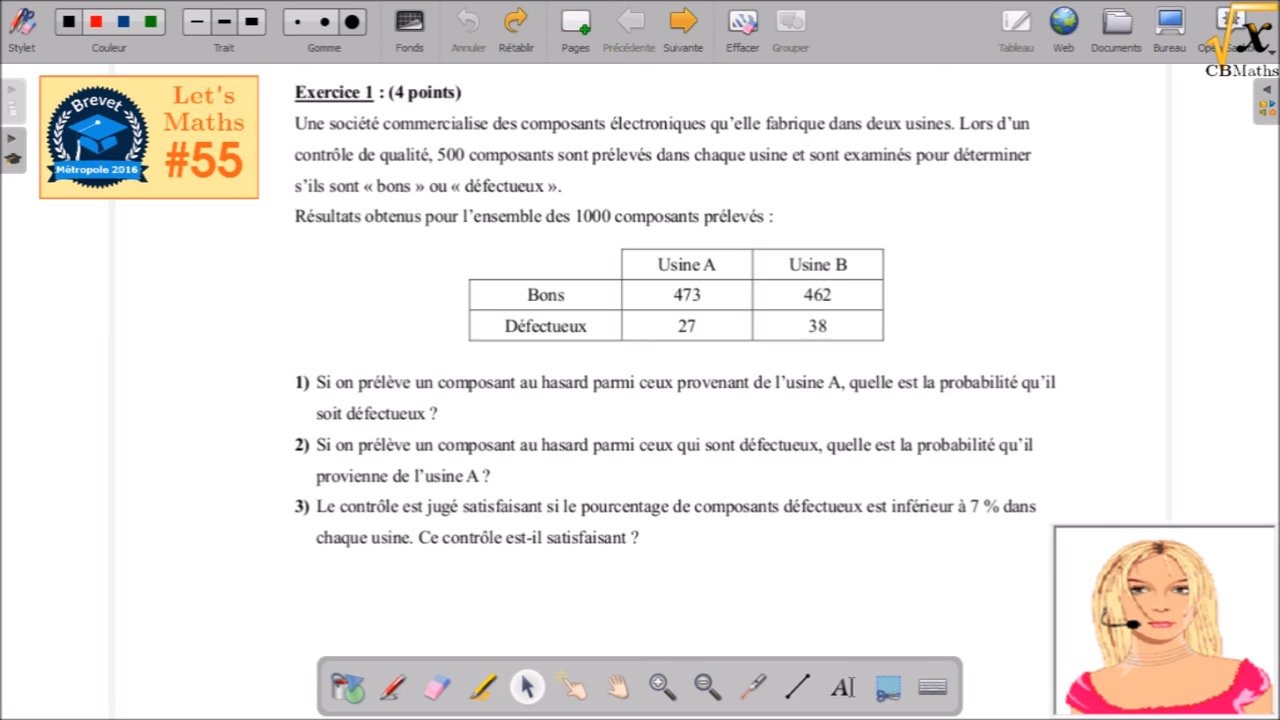 Stylet
Couleur
Trait
Gomme
Fonds
Annuler
Rétablir
Pages
Précédente
Suivante
Effacer
Grouper
Tableau
Web
Documents
Bureau
√x
CBMaths
Brevet
Métropole 2016
Let's
Maths
#55
Exercice 1 : (4 points)
Une société commercialise des composants électroniques qu'elle fabrique dans deux usines. Lors d'un
contrôle de qualité, 500 composants sont prélevés dans chaque usine et sont examinés pour déterminer
s'ils sont « bons » ou « défectueux ».
Résultats obtenus pour l'ensemble des 1000 composants prélevés :
Usine A Usine B
Bons 473 462
Défectueux 27 38
1) Si on prélève un composant au hasard parmi ceux provenant de l'usine A, quelle est la probabilité qu'il
soit défectueux ?
2) Si on prélève un composant au hasard parmi ceux qui sont défectueux, quelle est la probabilité qu'il
provienne de l'usine A ?
3) Le contrôle est jugé satisfaisant si le pourcentage de composants défectueux est inférieur à 7 % dans
chaque usine. Ce contrôle est-il satisfaisant ?
AI